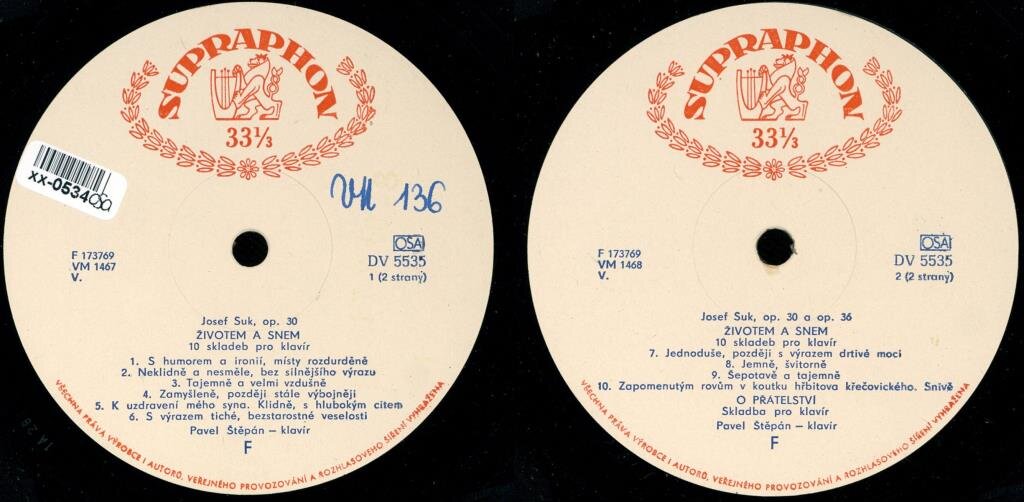 SUPRAPHON
33⅓
xx-05340sa
VM 136
F 173769
VM 1467
V.
OSA
DV 5535
1 (2 strany)
Josef Suk, op. 30
ŽIVOTEM A SNEM
10 skladeb pro klavír
1. S humorem a ironií, místy rozdurděně
2. Neklidně a nesměle, bez silnějšího výrazu
3. Tajemně a velmi vzdušně
4. Zamyšleně, později stále výbojněji
5. K uzdravení mého syna. Klidně, s hlubokým citem
6. S výrazem tiché, bezstarostné veselosti
Pavel Štěpán – klavír
F
VŠECHNA PRÁVA VÝROBCE I AUTORŮ, VEŘEJNÉHO PROVOZOVÁNÍ A ROZHLASOVÉHO ŠÍŘENÍ VYHRAŽENA
1A 28
SUPRAPHON
33⅓
F 173769
VM 1468
V.
OSA
DV 5535
2 (2 strany)
Josef Suk, op. 30 a op. 36
ŽIVOTEM A SNEM
10 skladeb pro klavír
7. Jednoduše, později s výrazem drtivé moci
8. Jemně, švitorně
9. Šepotově a tajemně
10. Zapomenutým rovům v koutku hřbitova křečovického. Snivě
O PŘÁTELSTVÍ
Skladba pro klavír
Pavel Štěpán – klavír
F
VŠECHNA PRÁVA VÝROBCE I AUTORŮ, VEŘEJNÉHO PROVOZOVÁNÍ A ROZHLASOVÉHO ŠÍŘENÍ VYHRAŽENA